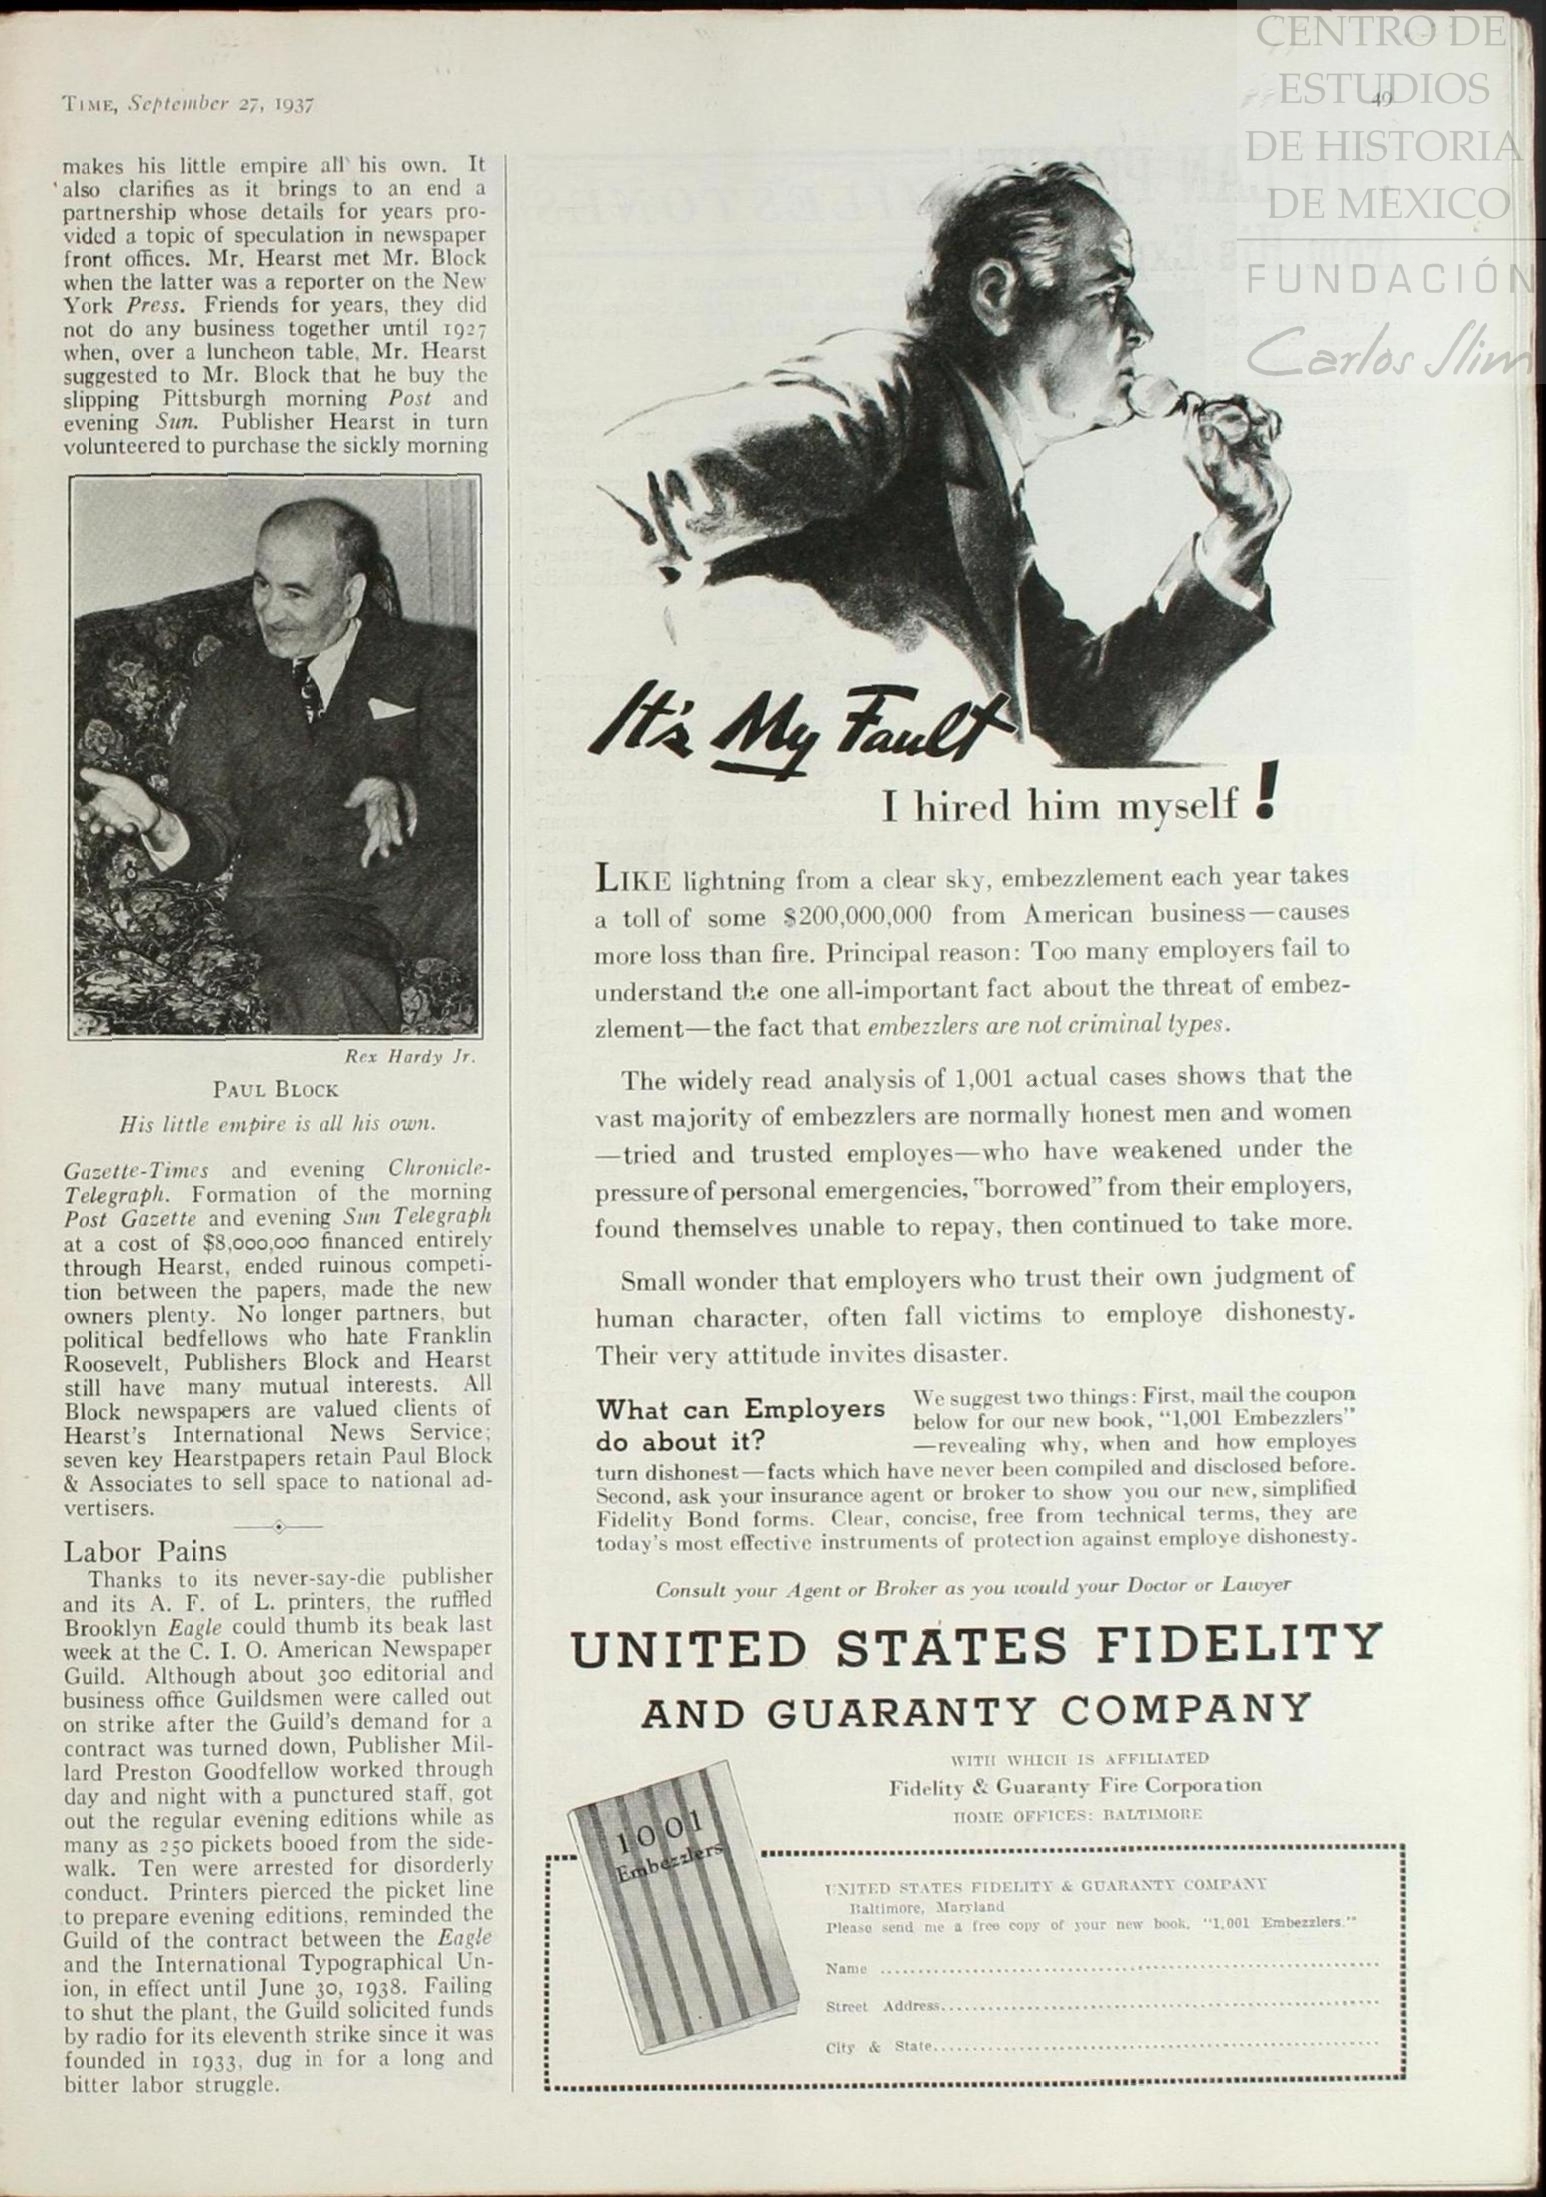 TIME, September 27, 1937
49
makes his little empire all his own. It
also clarifies as it brings to an end a
partnership whose details for years pro-
vided a topic of speculation in newspaper
front offices. Mr. Hearst met Mr. Block
when the latter was a reporter on the New
York Press. Friends for years, they did
not do any business together until 1927
when, over a luncheon table, Mr. Hearst
suggested to Mr. Block that he buy the
slipping Pittsburgh morning Post and
evening Sun. Publisher Hearst in turn
volunteered to purchase the sickly morning
Rex Hardy Jr.
PAUL BLOCK
His little empire is all his own.
Gazette-Times and evening Chronicle-
Telegraph. Formation of the morning
Post Gazette and evening Sun Telegraph
at a cost of $8,000,000 financed entirely
through Hearst, ended ruinous competi-
tion between the papers, made the new
owners plenty. No longer partners, but
political bedfellows who hate Franklin
Roosevelt, Publishers Block and Hearst
still have many mutual interests. All
Block newspapers are valued clients of
Hearst's International News Service;
seven key Hearstpapers retain Paul Block
& Associates to sell space to national ad-
vertisers.
Labor Pains
Thanks to its never-say-die publisher
and its A. F. of L. printers, the ruffled
Brooklyn Eagle could thumb its beak last
week at the C. I. O. American Newspaper
Guild. Although about 300 editorial and
business office Guildsmen were called out
on strike after the Guild's demand for a
contract was turned down, Publisher Mil-
lard Preston Goodfellow worked through
day and night with a punctured staff, got
out the regular evening editions while as
many as 250 pickets booed from the side-
walk. Ten were arrested for disorderly
conduct. Printers pierced the picket line
to prepare evening editions, reminded the
Guild of the contract between the Eagle
and the International Typographical Un-
ion, in effect until June 30, 1938. Failing
to shut the plant, the Guild solicited funds
by radio for its eleventh strike since it was
founded in 1933, dug in for a long and
bitter labor struggle.
It's My Fault
I hired him myself!
LIKE lightning from a clear sky, embezzlement each year takes
a toll of some $200,000,000 from American business—causes
more loss than fire. Principal reason: Too many employers fail to
understand the one all-important fact about the threat of embez-
zlement—the fact that embezzlers are not criminal types.
The widely read analysis of 1,001 actual cases shows that the
vast majority of embezzlers are normally honest men and women
—tried and trusted employes—who have weakened under the
pressure of personal emergencies, "borrowed" from their employers,
found themselves unable to repay, then continued to take more.
Small wonder that employers who trust their own judgment of
human character, often fall victims to employe dishonesty.
Their very attitude invites disaster.
What can Employers
do about it?
We suggest two things: First, mail the coupon
below for our new book, "1,001 Embezzlers"
—revealing why, when and how employes
turn dishonest—facts which have never been compiled and disclosed before.
Second, ask your insurance agent or broker to show you our new, simplified
Fidelity Bond forms. Clear, concise, free from technical terms, they are
today's most effective instruments of protection against employe dishonesty.
Consult your Agent or Broker as you would your Doctor or Lawyer
UNITED STATES FIDELITY
AND GUARANTY COMPANY
WITH WHICH IS AFFILIATED
Fidelity & Guaranty Fire Corporation
HOME OFFICES: BALTIMORE
1001
Embezzlers
UNITED STATES FIDELITY & GUARANTY COMPANY
Baltimore, Maryland
Please send me a free copy of your new book, "1,001 Embezzlers."
Name
Street Address
City & State
CENTRO DE
ESTUDIOS
DE HISTORIA
DE MEXICO
FUNDACIÓN
Carlos Slim